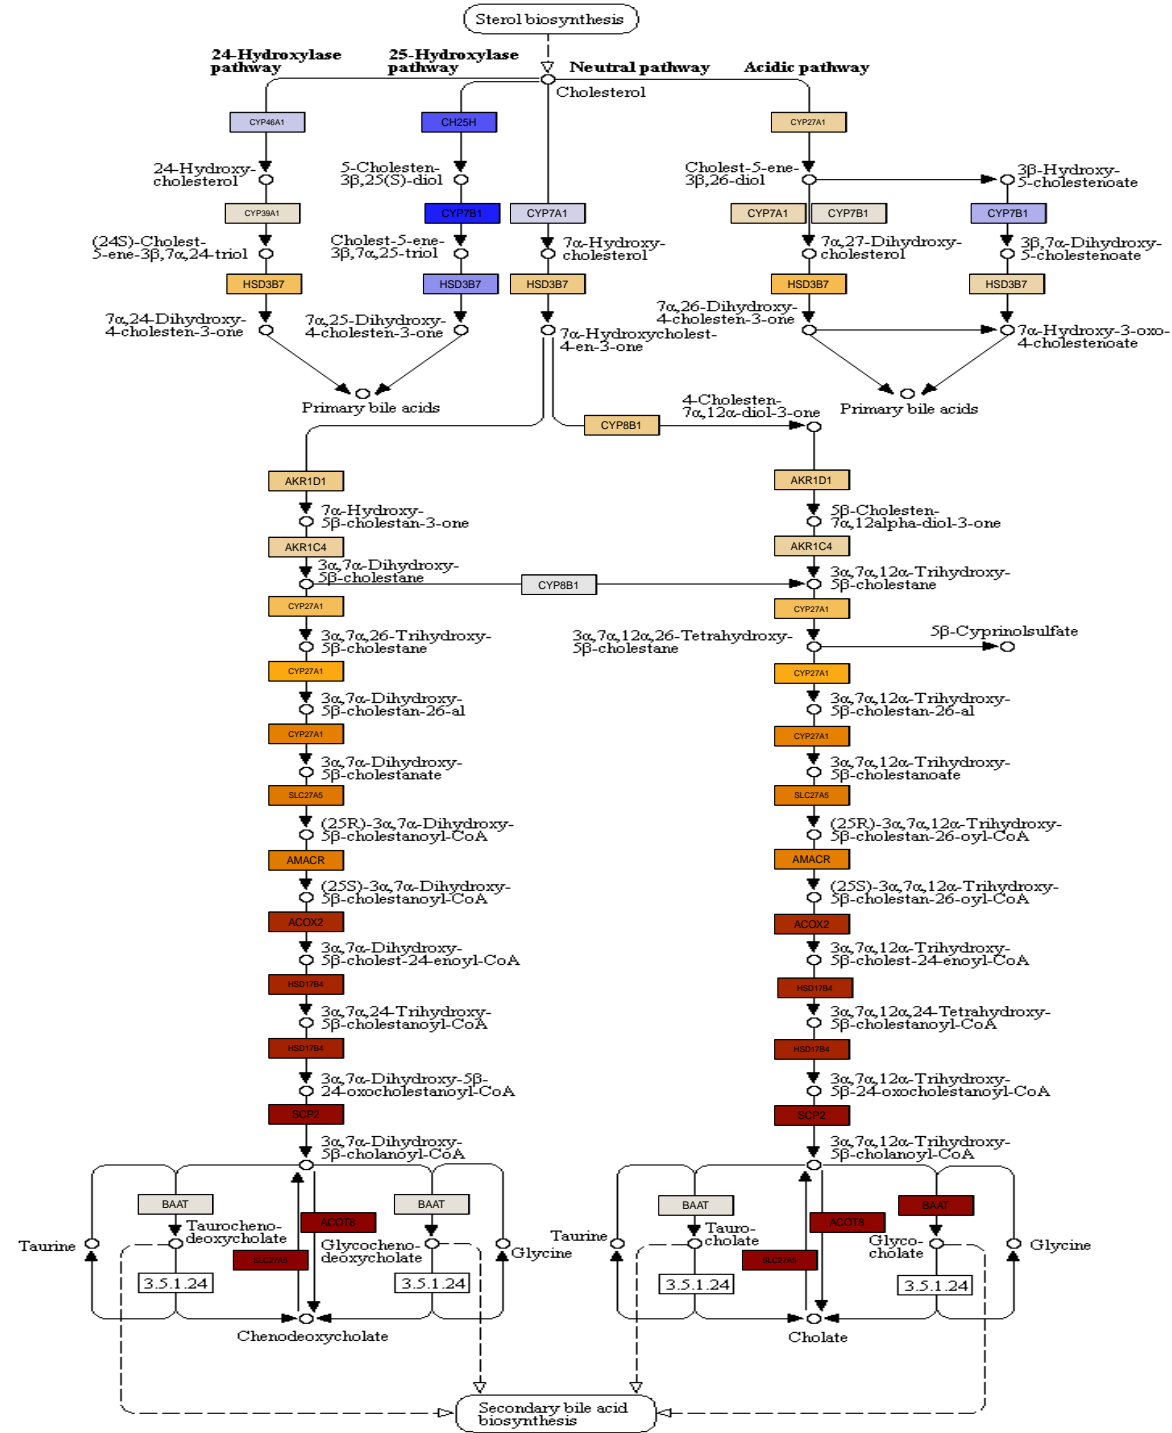 Sterol biosynthesis
24-Hydroxylase
pathway
25-Hydroxylase
pathway
Neutral pathway
Acidic pathway
Cholesterol
CYP46A1
CH25H
CYP27A1
24-Hydroxy-
cholesterol
5-Cholesten-
3β,25(S)-diol
Cholest-5-ene-
3β,26-diol
3β-Hydroxy-
5-cholestenoate
CYP39A1
CYP7B1
CYP7A1
CYP7A1
CYP7B1
CYP7B1
(24S)-Cholest-
5-ene-3β,7α,24-triol
Cholest-5-ene-
3β,7α,25-triol
7α-Hydroxy-
cholesterol
7α,27-Dihydroxy-
cholesterol
3β,7α-Dihydroxy-
5-cholestenoate
HSD3B7
HSD3B7
HSD3B7
HSD3B7
HSD3B7
7α,24-Dihydroxy-
4-cholesten-3-one
7α,25-Dihydroxy-
4-cholesten-3-one
7α-Hydroxycholest-
4-en-3-one
7α,26-Dihydroxy-
4-cholesten-3-one
7α-Hydroxy-3-oxo-
4-cholestenoate
Primary bile acids
Primary bile acids
4-Cholesten-
7α,12α-diol-3-one
CYP8B1
AKR1D1
AKR1D1
7α-Hydroxy-
5β-cholestan-3-one
5β-Cholesten-
7α,12alpha-diol-3-one
AKR1C4
AKR1C4
3α,7α-Dihydroxy-
5β-cholestane
CYP8B1
3α,7α,12α-Trihydroxy-
5β-cholestane
CYP27A1
CYP27A1
3α,7α,26-Trihydroxy-
5β-cholestane
3α,7α,12α,26-Tetrahydroxy-
5β-cholestane
5β-Cyprinolsulfate
CYP27A1
CYP27A1
3α,7α-Dihydroxy-
5β-cholestan-26-al
3α,7α,12α-Trihydroxy-
5β-cholestan-26-al
CYP27A1
CYP27A1
3α,7α-Dihydroxy-
5β-cholestanate
3α,7α,12α-Trihydroxy-
5β-cholestanoafe
SLC27A5
SLC27A5
(25R)-3α,7α-Dihydroxy-
5β-cholestanoyl-CoA
(25R)-3α,7α,12α-Trihydroxy-
5β-cholestan-26-oyl-CoA
AMACR
AMACR
(25S)-3α,7α-Dihydroxy-
5β-cholestanoyl-CoA
(25S)-3α,7α,12α-Trihydroxy-
5β-cholestan-26-oyl-CoA
ACOX2
ACOX2
3α,7α-Dihydroxy-
5β-cholest-24-enoyl-CoA
3α,7α,12α-Trihydroxy-
5β-cholest-24-enoyl-CoA
HSD17B4
HSD17B4
3α,7α,24-Trihydroxy-
5β-cholestanoyl-CoA
3α,7α,12α,24-Tetrahydroxy-
5β-cholestanoyl-CoA
HSD17B4
HSD17B4
3α,7α-Dihydroxy-5β-
24-oxocholestanoyl-CoA
3α,7α,12α-Trihydroxy-
5β-24-oxocholestanoyl-CoA
SCP2
SCP2
3α,7α-Dihydroxy-
5β-cholanoyl-CoA
3α,7α,12α-Trihydroxy-
5β-cholanoyl-CoA
BAAT
BAAT
BAAT
BAAT
ACOT8
ACOT8
Taurocheno-
deoxycholate
Glycocheno-
deoxycholate
Tauro-
cholate
Glyco-
cholate
Taurine
Glycine
Taurine
Glycine
SLC27A5
SLC27A5
3.5.1.24
3.5.1.24
3.5.1.24
3.5.1.24
Chenodeoxycholate
Cholate
Secondary bile acid
biosynthesis